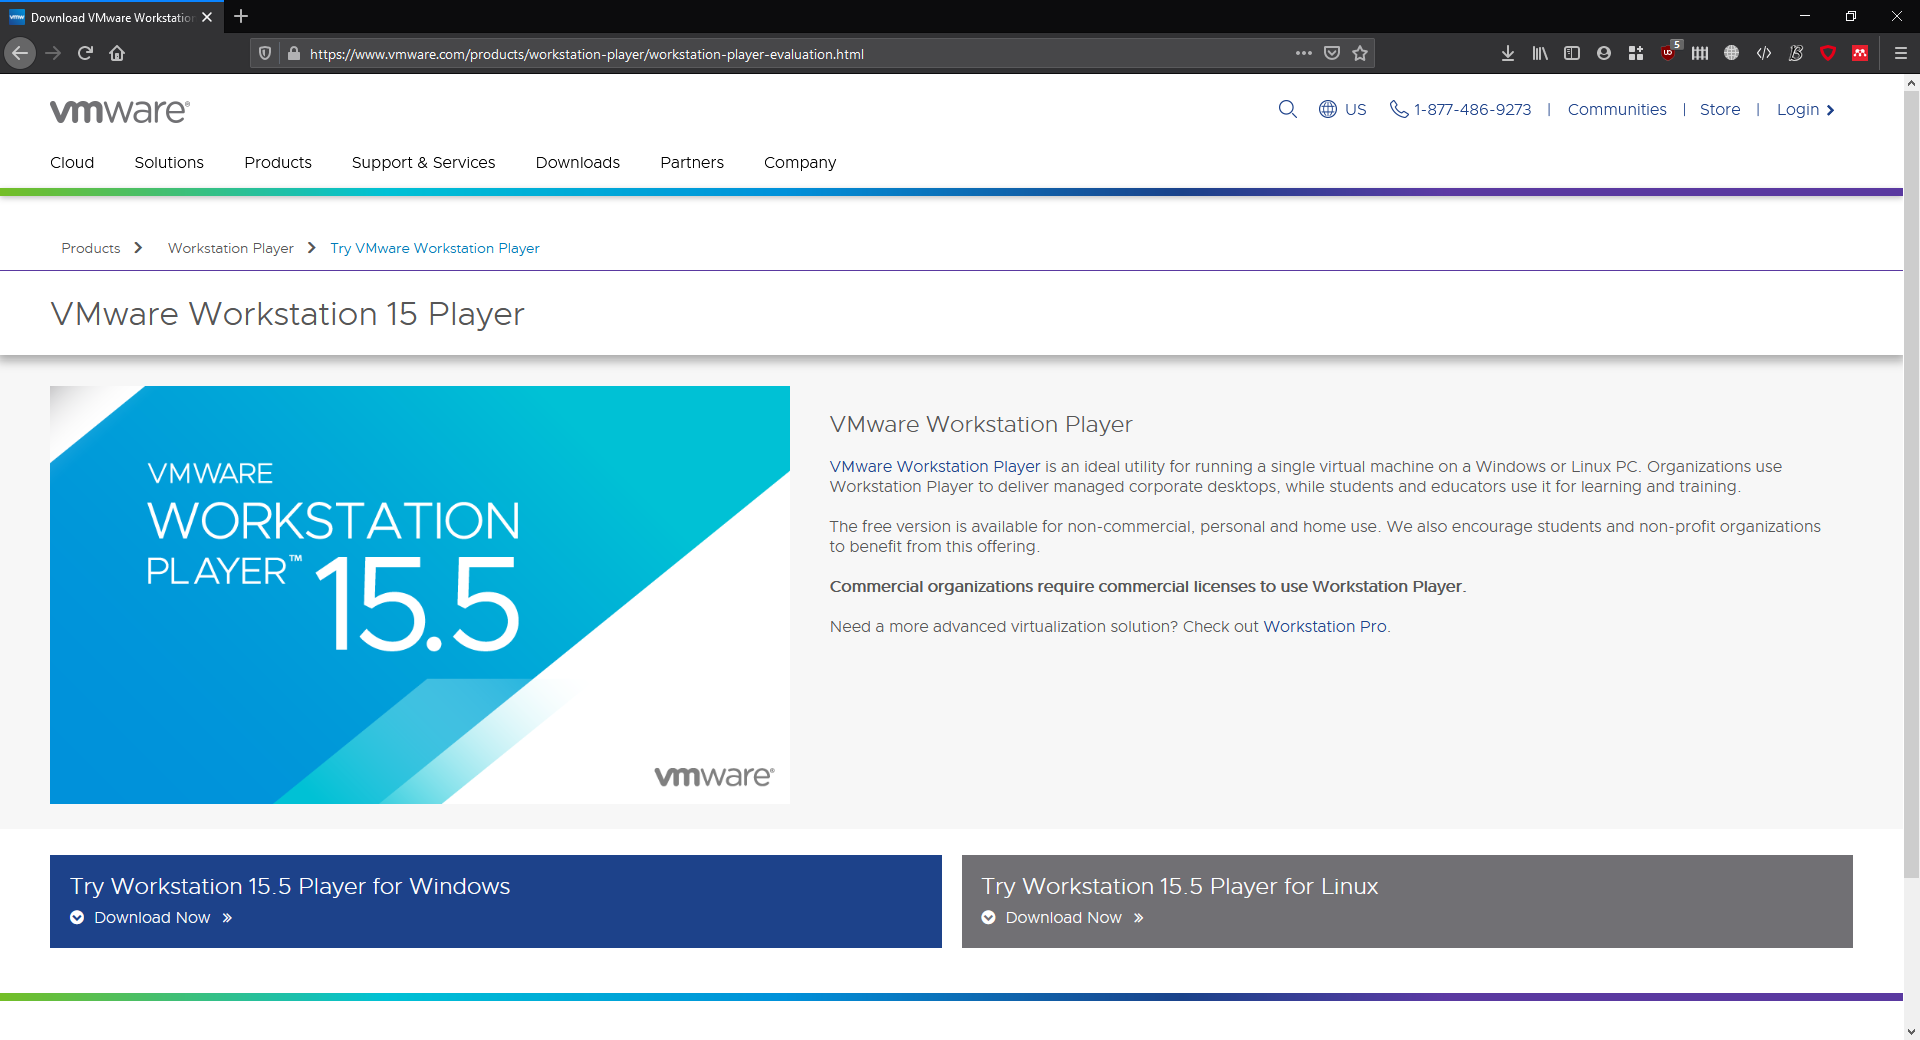 Download VMware Workstation
https://www.vmware.com/products/workstation-player/workstation-player-evaluation.html
5
vmware®
US
1-877-486-9273 | Communities | Store | Login
Cloud Solutions Products Support & Services Downloads Partners Company
Products Workstation Player Try VMware Workstation Player
VMware Workstation 15 Player
VMWARE
WORKSTATION
PLAYER™ 15.5
vmware®
VMware Workstation Player
VMware Workstation Player is an ideal utility for running a single virtual machine on a Windows or Linux PC. Organizations use
Workstation Player to deliver managed corporate desktops, while students and educators use it for learning and training.
The free version is available for non-commercial, personal and home use. We also encourage students and non-profit organizations
to benefit from this offering.
Commercial organizations require commercial licenses to use Workstation Player.
Need a more advanced virtualization solution? Check out Workstation Pro.
Try Workstation 15.5 Player for Windows
Download Now »
Try Workstation 15.5 Player for Linux
Download Now »